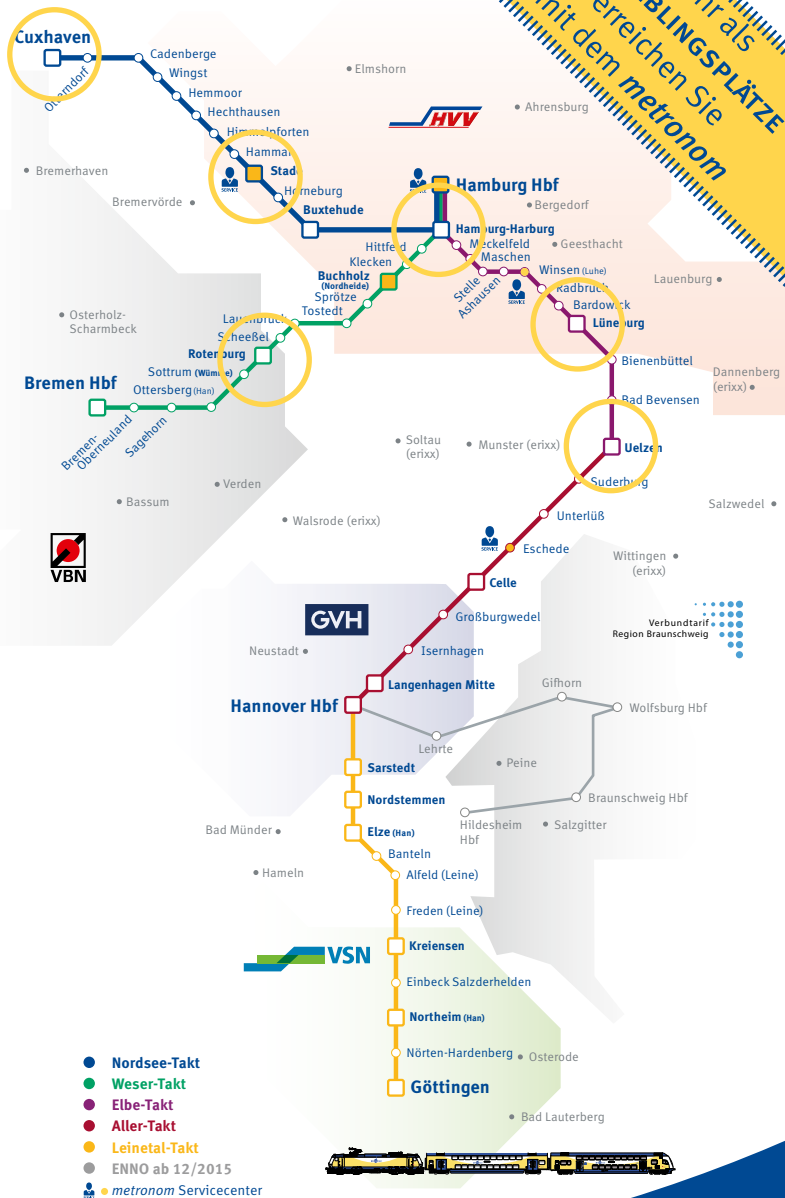 hr als
BLINGSPLÄTZE
erreichen Sie
mit dem metronom
Cuxhaven
Otterndorf
Cadenberge
Wingst
Hemmoor
Hechthausen
Himmelpforten
Hammah
Stade
SERVICE
Horneburg
Buxtehude
Elmshorn
HVV
Ahrensburg
Bremerhaven
Bremervörde
SERVICE
Hamburg Hbf
Bergedorf
Hamburg-Harburg
Geesthacht
Hittfeld
Meckelfeld
Klecken
Maschen
Buchholz
(Nordheide)
Stelle
Ashausen
SERVICE
Winsen (Luhe)
Radbruch
Bardowick
Lüneburg
Lauenburg
Sprötze
Tostedt
Lauenbrück
Scheeßel
Rotenburg
(Wümme)
Sottrum
Ottersberg (Han)
Osterholz-
Scharmbeck
Bremen Hbf
Bremen-
Oberneuland
Sagehorn
Bienenbüttel
Dannenberg
(erixx)
Bad Bevensen
Soltau
(erixx)
Munster (erixx)
Uelzen
Suderburg
Verden
Bassum
Salzwedel
Walsrode (erixx)
Unterlüß
SERVICE
Eschede
Wittingen
(erixx)
VBN
Celle
GVH
Großburgwedel
Verbundtarif
Region Braunschweig
Neustadt
Isernhagen
Langenhagen Mitte
Gifhorn
Hannover Hbf
Wolfsburg Hbf
Lehrte
Sarstedt
Peine
Nordstemmen
Braunschweig Hbf
Hildesheim
Hbf
Salzgitter
Bad Münder
Elze (Han)
Banteln
Hameln
Alfeld (Leine)
Freden (Leine)
VSN
Kreiensen
Einbeck Salzderhelden
Northeim (Han)
Nörten-Hardenberg
Osterode
Göttingen
Bad Lauterberg
Nordsee-Takt
Weser-Takt
Elbe-Takt
Aller-Takt
Leinetal-Takt
ENNO ab 12/2015
metronom Servicecenter